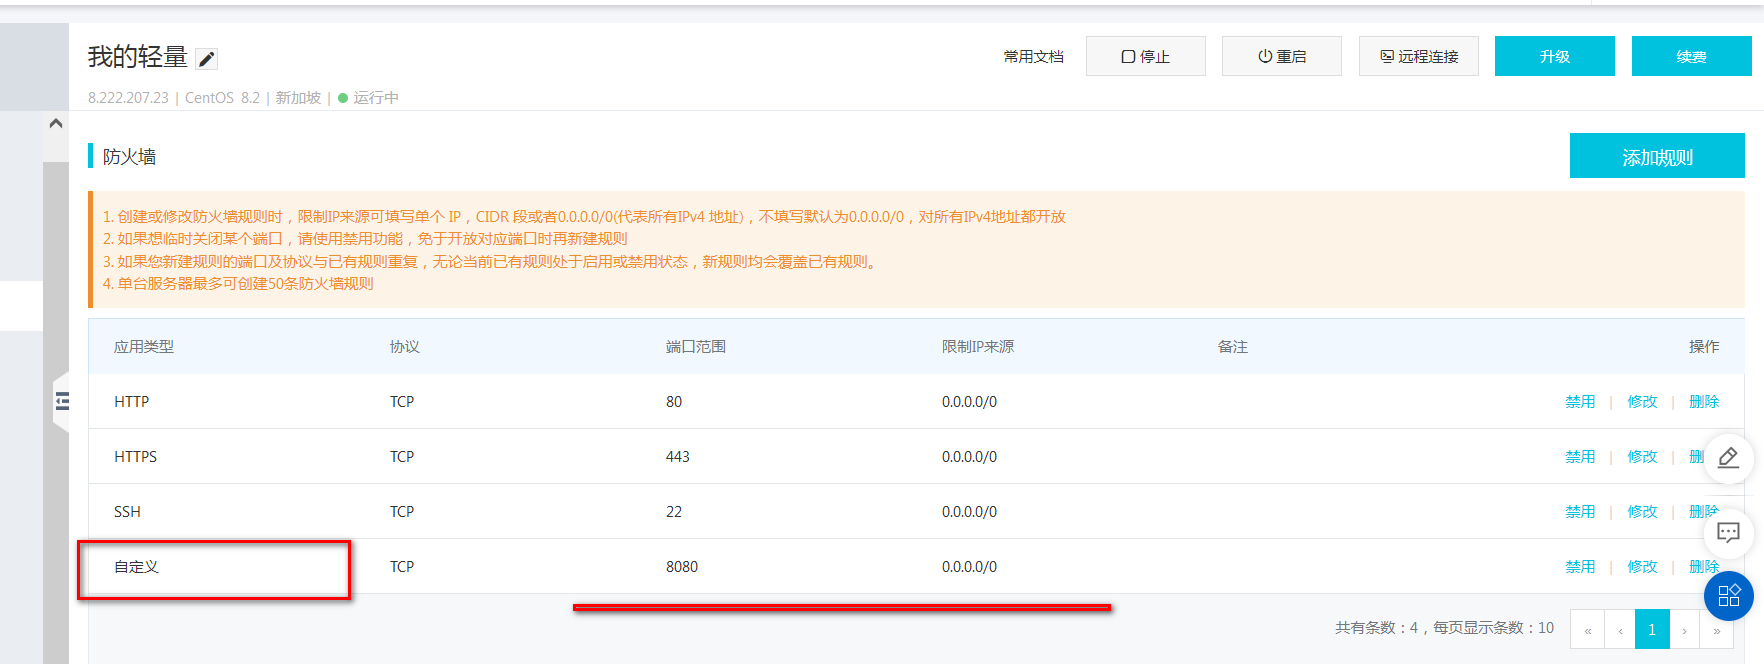 我的轻量
常用文档 停止 重启 远程连接 升级 续费
8.222.207.23 | CentOS 8.2 | 新加坡 | 运行中
防火墙
添加规则
1. 创建或修改防火墙规则时，限制IP来源可填写单个 IP，CIDR 段或者0.0.0.0/0(代表所有IPv4 地址)，不填写默认为0.0.0.0/0，对所有IPv4地址都开放
2. 如果想临时关闭某个端口，请使用禁用功能，免于开放对应端口时再新建规则
3. 如果您新建规则的端口及协议与已有规则重复，无论当前已有规则处于启用或禁用状态，新规则均会覆盖已有规则。
4. 单台服务器最多可创建50条防火墙规则
应用类型 协议 端口范围 限制IP来源 备注 操作
HTTP TCP 80 0.0.0.0/0 禁用 | 修改 | 删除
HTTPS TCP 443 0.0.0.0/0 禁用 | 修改 | 删
SSH TCP 22 0.0.0.0/0 禁用 | 修改 | 删除
自定义 TCP 8080 0.0.0.0/0 禁用 | 修改 | 删除
共有条数：4，每页显示条数：10 « ‹ 1 › »